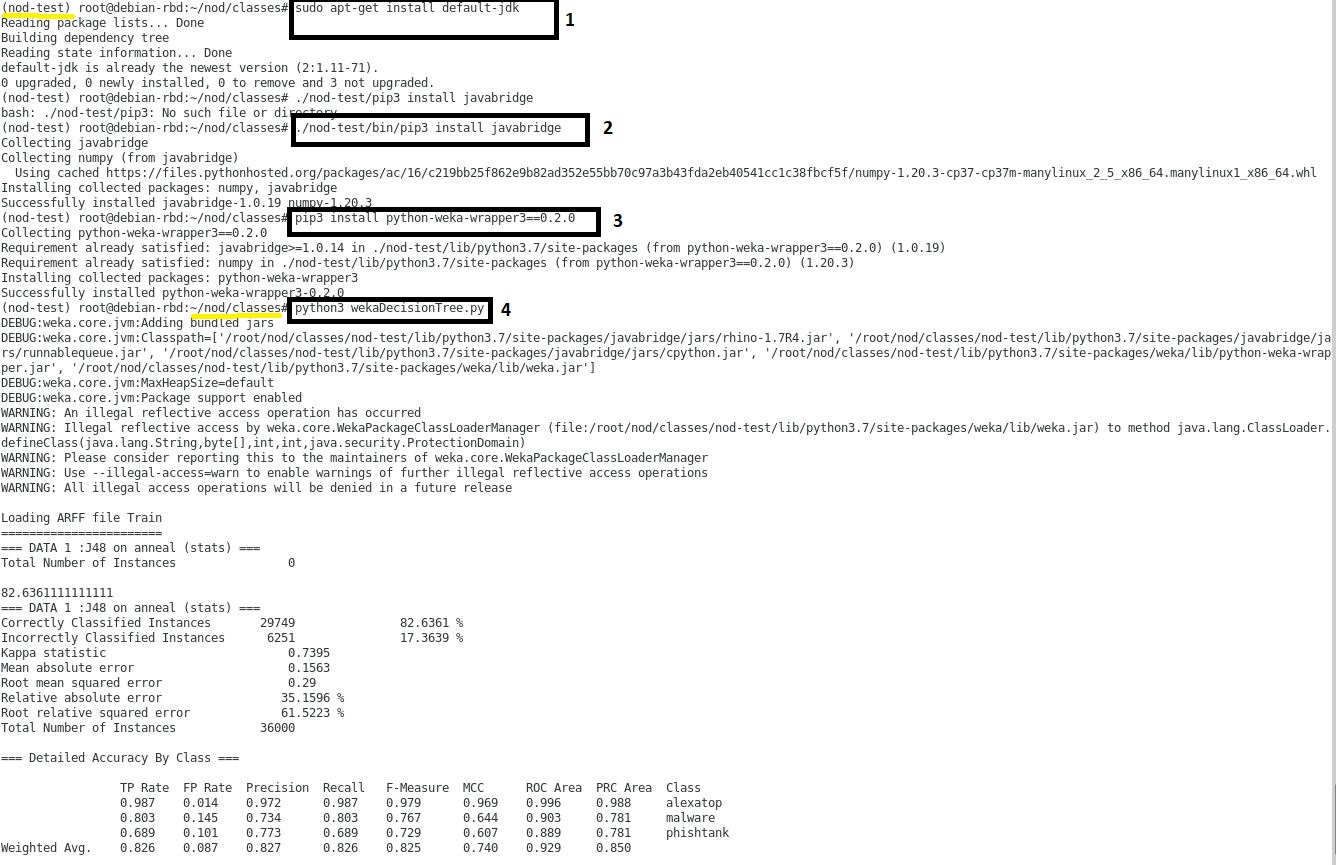 (nod-test) root@debian-rbd:~/nod/classes# sudo apt-get install default-jdk 1
Reading package lists... Done
Building dependency tree
Reading state information... Done
default-jdk is already the newest version (2:1.11-71).
0 upgraded, 0 newly installed, 0 to remove and 3 not upgraded.
(nod-test) root@debian-rbd:~/nod/classes# ./nod-test/pip3 install javabridge
bash: ./nod-test/pip3: No such file or directory
(nod-test) root@debian-rbd:~/nod/classes# ./nod-test/bin/pip3 install javabridge 2
Collecting javabridge
Collecting numpy (from javabridge)
Using cached https://files.pythonhosted.org/packages/ac/16/c219bb25f862e9b82ad352e55bb70c97a3b43fda2eb40541cc1c38fbcf5f/numpy-1.20.3-cp37-cp37m-manylinux_2_5_x86_64.manylinux1_x86_64.whl
Installing collected packages: numpy, javabridge
Successfully installed javabridge-1.0.19 numpy-1.20.3
(nod-test) root@debian-rbd:~/nod/classes# pip3 install python-weka-wrapper3==0.2.0 3
Collecting python-weka-wrapper3==0.2.0
Requirement already satisfied: javabridge>=1.0.14 in ./nod-test/lib/python3.7/site-packages (from python-weka-wrapper3==0.2.0) (1.0.19)
Requirement already satisfied: numpy in ./nod-test/lib/python3.7/site-packages (from python-weka-wrapper3==0.2.0) (1.20.3)
Installing collected packages: python-weka-wrapper3
Successfully installed python-weka-wrapper3-0.2.0
(nod-test) root@debian-rbd:~/nod/classes# python3 wekaDecisionTree.py 4
DEBUG:weka.core.jvm:Adding bundled jars
DEBUG:weka.core.jvm:Classpath=['/root/nod/classes/nod-test/lib/python3.7/site-packages/javabridge/jars/rhino-1.7R4.jar', '/root/nod/classes/nod-test/lib/python3.7/site-packages/javabridge/ja
rs/runnablequeue.jar', '/root/nod/classes/nod-test/lib/python3.7/site-packages/javabridge/jars/cpython.jar', '/root/nod/classes/nod-test/lib/python3.7/site-packages/weka/lib/python-weka-wrap
per.jar', '/root/nod/classes/nod-test/lib/python3.7/site-packages/weka/lib/weka.jar']
DEBUG:weka.core.jvm:MaxHeapSize=default
DEBUG:weka.core.jvm:Package support enabled
WARNING: An illegal reflective access operation has occurred
WARNING: Illegal reflective access by weka.core.WekaPackageClassLoaderManager (file:/root/nod/classes/nod-test/lib/python3.7/site-packages/weka/lib/weka.jar) to method java.lang.ClassLoader.
defineClass(java.lang.String,byte[],int,int,java.security.ProtectionDomain)
WARNING: Please consider reporting this to the maintainers of weka.core.WekaPackageClassLoaderManager
WARNING: Use --illegal-access=warn to enable warnings of further illegal reflective access operations
WARNING: All illegal access operations will be denied in a future release
Loading ARFF file Train
=======================
=== DATA 1 :J48 on anneal (stats) ===
Total Number of Instances 0
82.6361111111111
=== DATA 1 :J48 on anneal (stats) ===
Correctly Classified Instances 29749 82.6361 %
Incorrectly Classified Instances 6251 17.3639 %
Kappa statistic 0.7395
Mean absolute error 0.1563
Root mean squared error 0.29
Relative absolute error 35.1596 %
Root relative squared error 61.5223 %
Total Number of Instances 36000
=== Detailed Accuracy By Class ===
TP Rate FP Rate Precision Recall F-Measure MCC ROC Area PRC Area Class
0.987 0.014 0.972 0.987 0.979 0.969 0.996 0.988 alexatop
0.803 0.145 0.734 0.803 0.767 0.644 0.903 0.781 malware
0.689 0.101 0.773 0.689 0.729 0.607 0.889 0.781 phishtank
Weighted Avg. 0.826 0.087 0.827 0.826 0.825 0.740 0.929 0.850